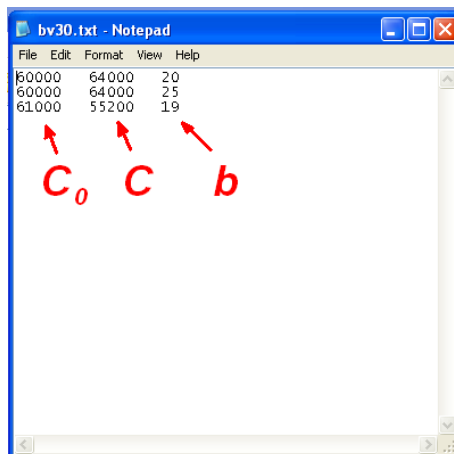 bv30.txt - Notepad
File Edit Format View Help
60000 64000 20
60000 64000 25
61000 55200 19
C₀ C b